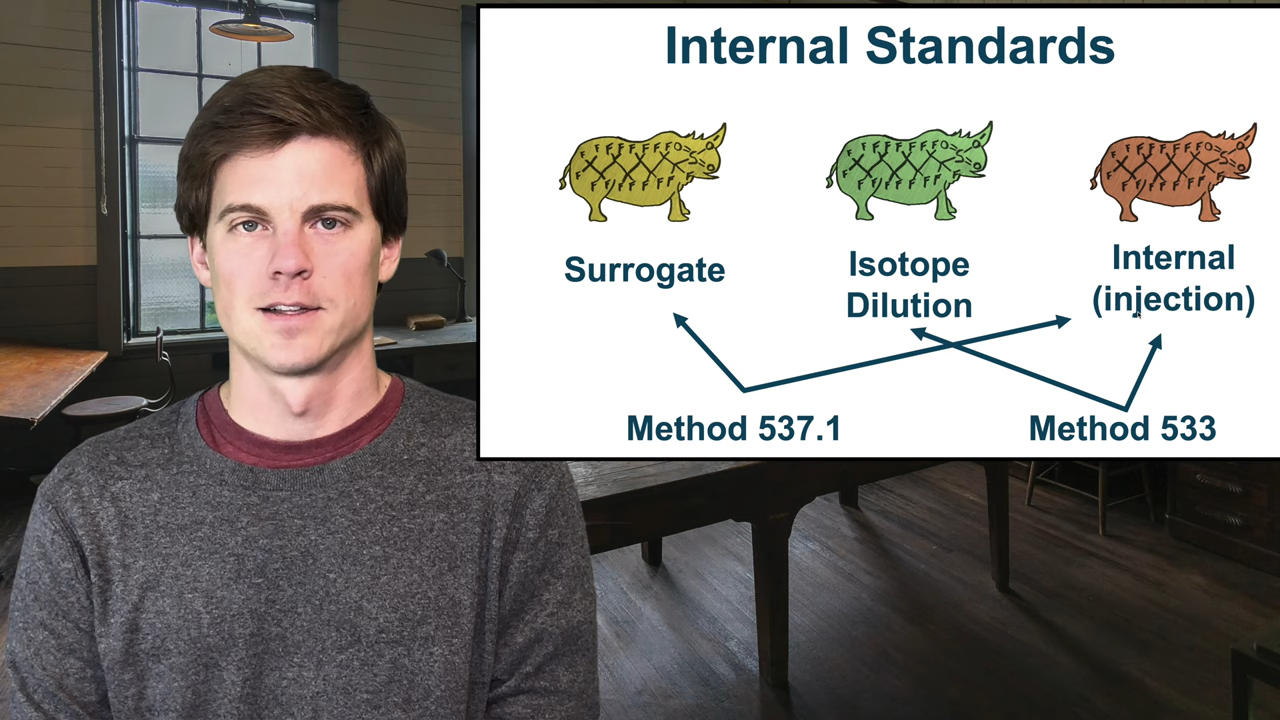 Internal Standards
Surrogate
Isotope
Dilution
Internal
(injection)
Method 537.1
Method 533